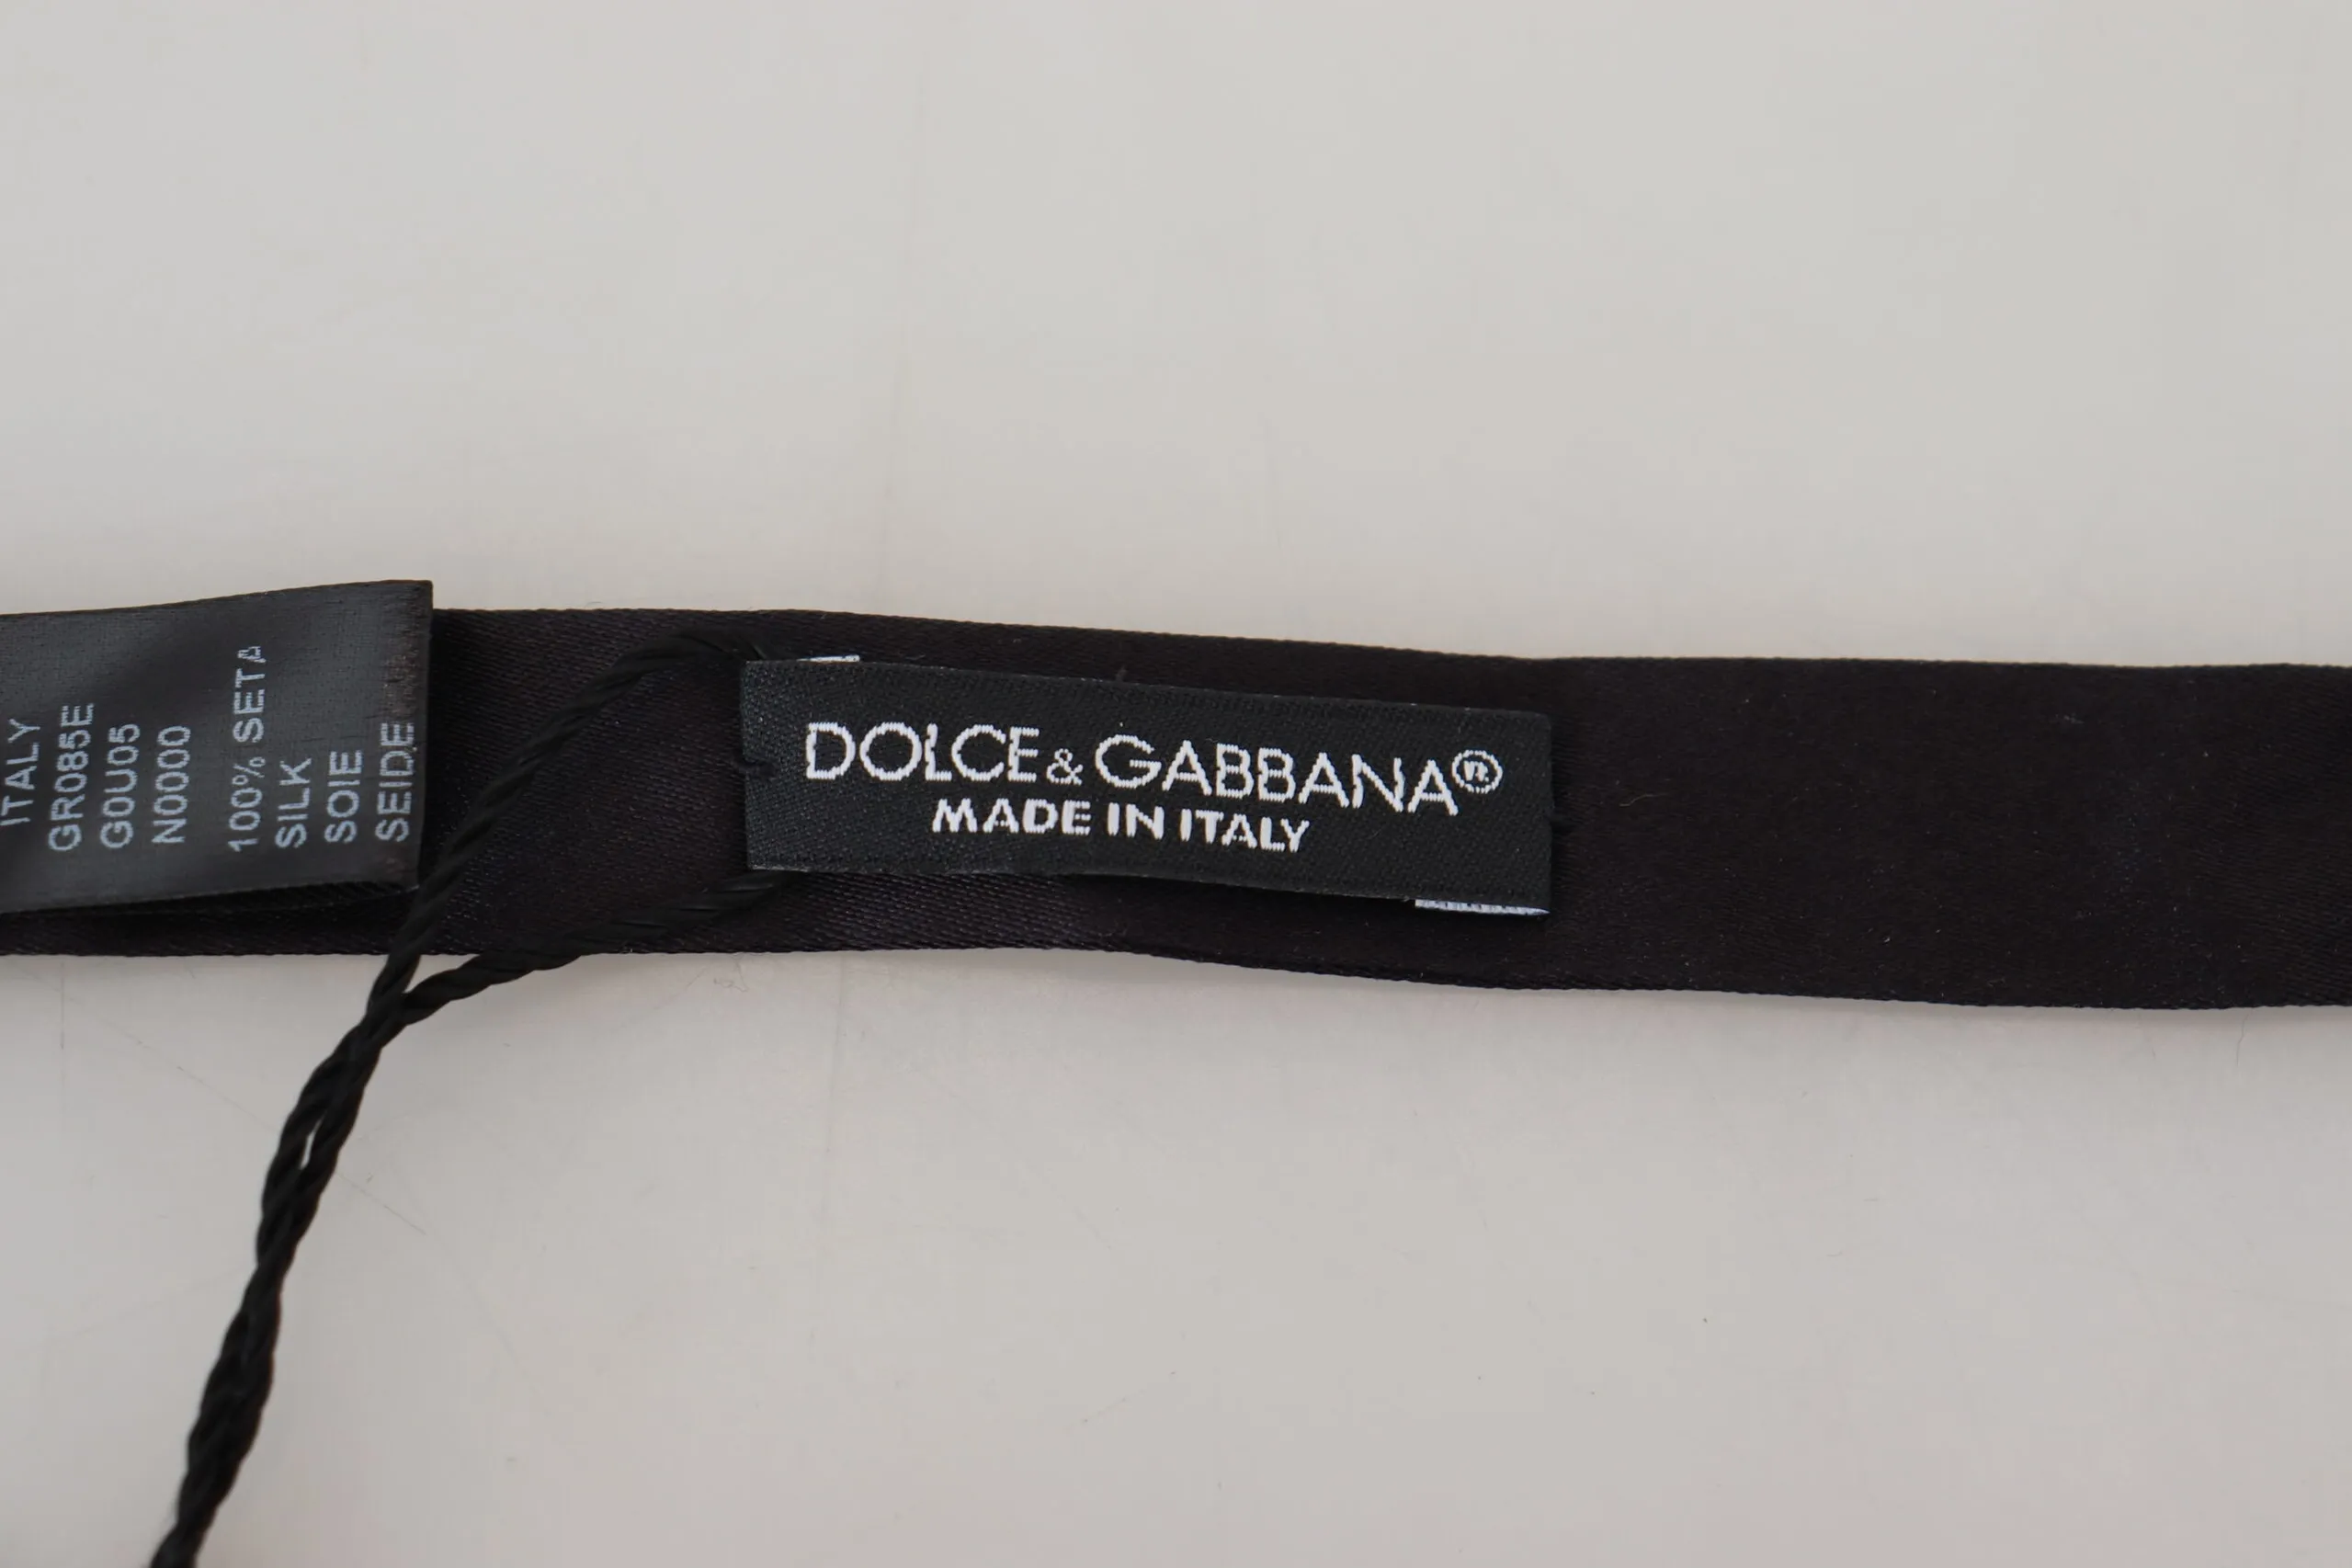 ITALY
GR085E
G0U05
N0000
100% SETA
SILK
SOIE
SEIDE
DOLCE & GABBANA®
MADE IN ITALY